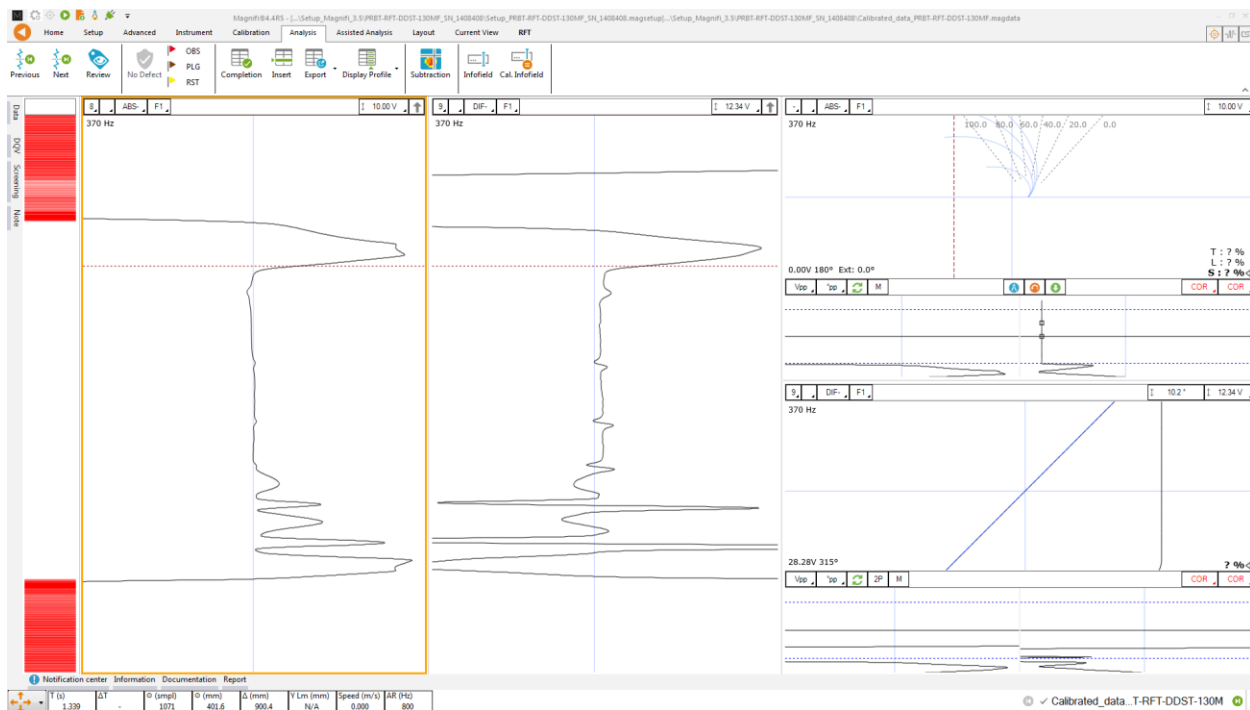 Magnifi®4.4R5 - [...\Setup_Magnifi_3.5\PRBT-RFT-DDST-130MF_SN_1408408\Setup_PRBT-RFT-DDST-130MF_SN_1408408.magsetup[...\Setup_Magnifi_3.5\PRBT-RFT-DDST-130MF_SN_1408408\Calibrated_data_PRBT-RFT-DDST-130MF.magdata
Home Setup Advanced Instrument Calibration Analysis Assisted Analysis Layout Current View RFT
OBS
PLG
RST
Previous Next Review No Defect Completion Insert Export Display Profile Subtraction Infofield Cal. Infofield
Data
DQV
Screening
Note
8 ABS- F1 10.00 V
370 Hz
9 DIF- F1 12.34 V
370 Hz
- ABS- F1 10.00 V
370 Hz
100.0 80.0 60.0 40.0 20.0 0.0
T : ? %
L : ? %
S : ? %
0.00V 180° Ext: 0.0°
Vpp °pp M A COR COR
9 DIF- F1 10.2 ° 12.34 V
370 Hz
28.28V 315°
? %
Vpp °pp 2P M COR COR
Notification center Information Documentation Report
T (s) ΔT (smpl) (mm) Δ (mm) Y Lm (mm) Speed (m/s) AR (Hz)
1.339 - 1071 401.6 900.4 N/A 0.000 800
Calibrated_data...T-RFT-DDST-130M